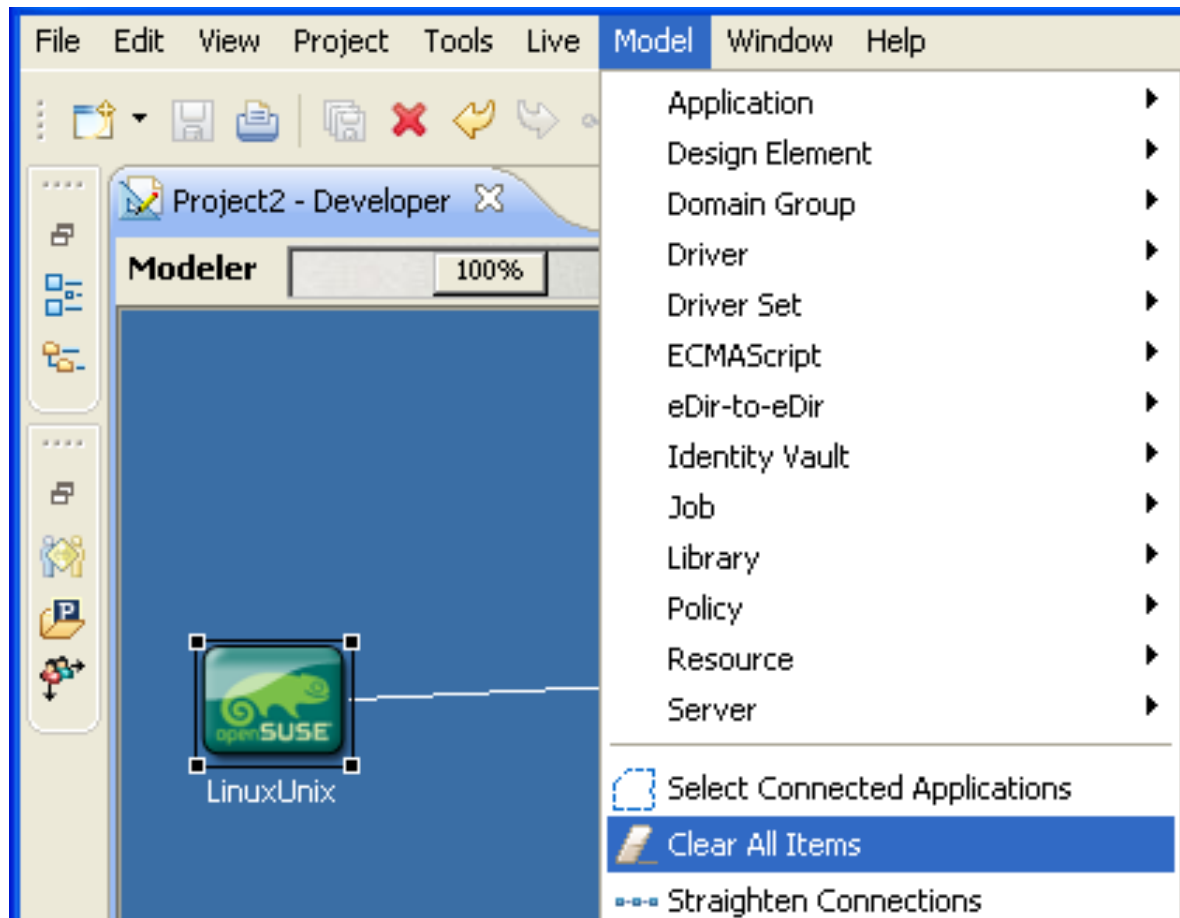 File Edit View Project Tools Live Model Window Help
Project2 - Developer
Modeler 100%
Application
Design Element
Domain Group
Driver
Driver Set
ECMAScript
eDir-to-eDir
Identity Vault
Job
Library
Policy
Resource
Server
Select Connected Applications
Clear All Items
Straighten Connections
P
openSUSE
LinuxUnix